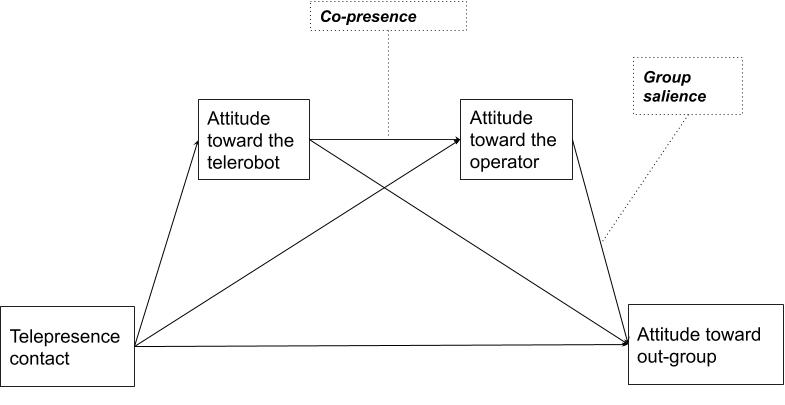 Co-presence
Group
salience
Attitude
toward the
telerobot
Attitude
toward the
operator
Telepresence
contact
Attitude toward
out-group